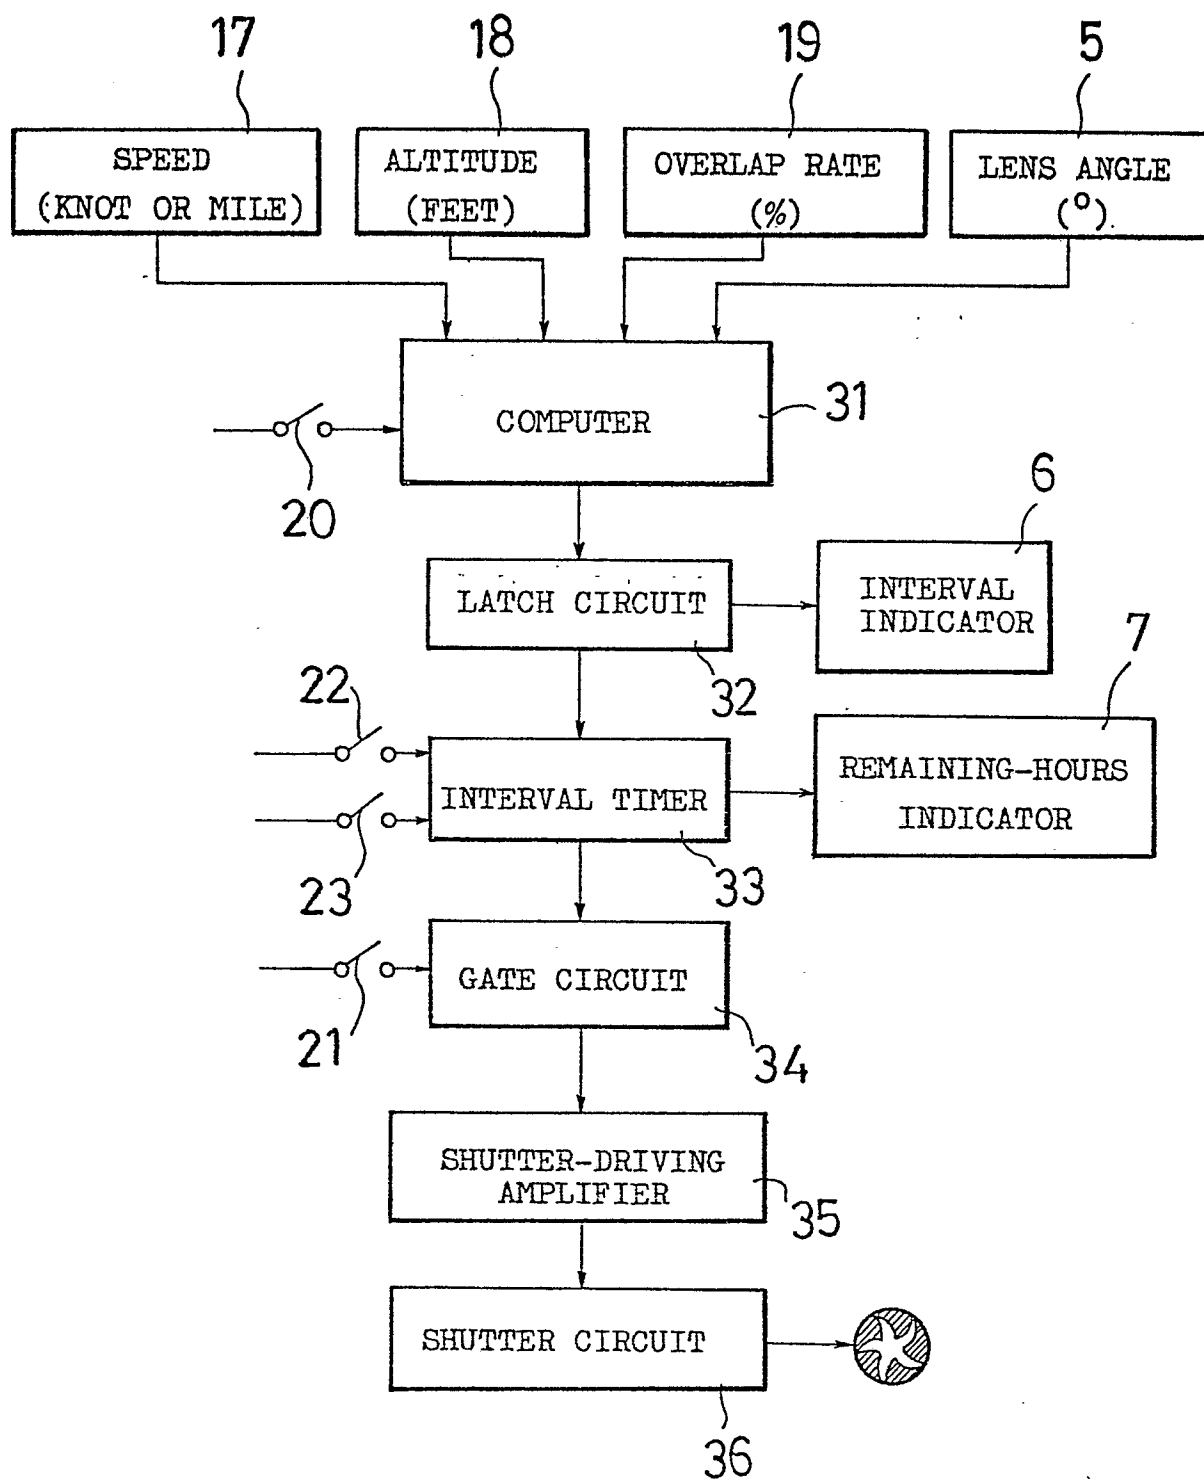 17
18
19
5
SPEED
(KNOT OR MILE)
ALTITUDE
(FEET)
OVERLAP RATE
(%)
LENS ANGLE
(°)
COMPUTER
31
20
6
LATCH CIRCUIT
32
INTERVAL
INDICATOR
7
22
INTERVAL TIMER
33
REMAINING-HOURS
INDICATOR
23
GATE CIRCUIT
34
21
SHUTTER-DRIVING
AMPLIFIER
35
SHUTTER CIRCUIT
36